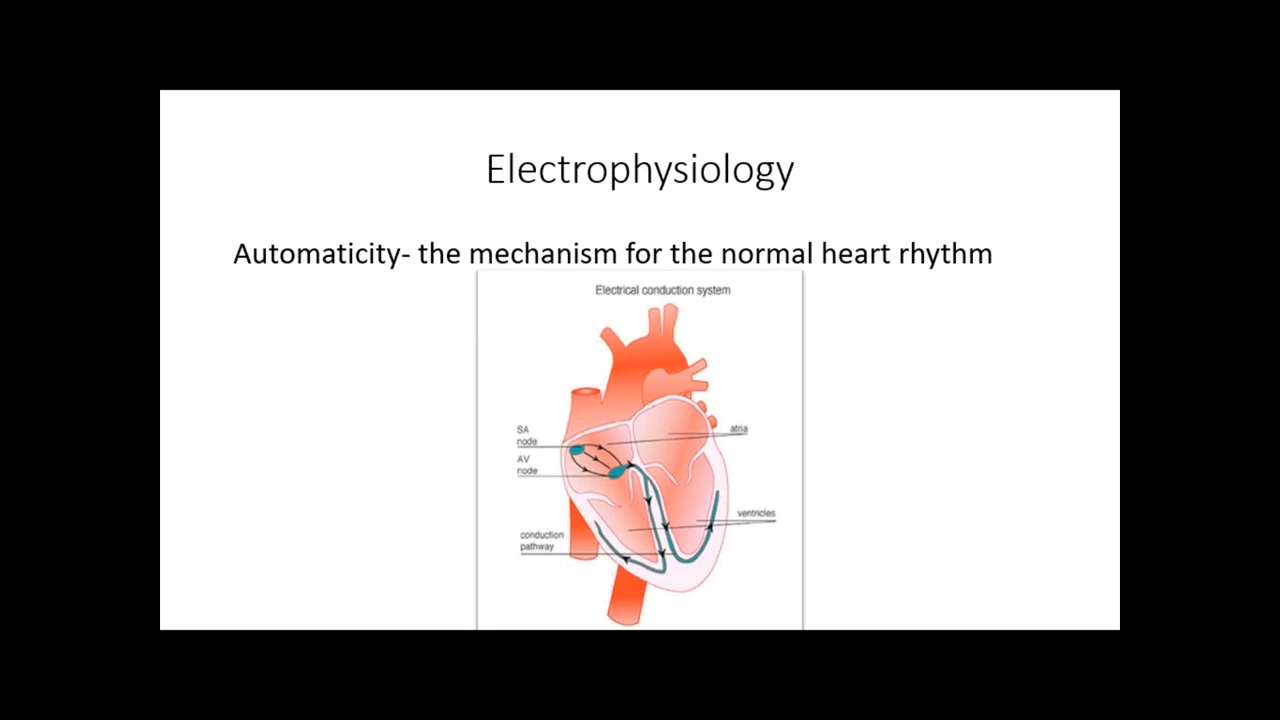 Electrophysiology
Automaticity- the mechanism for the normal heart rhythm
Electrical conduction system
SA
node
atria
AV
node
ventricles
conduction
pathway